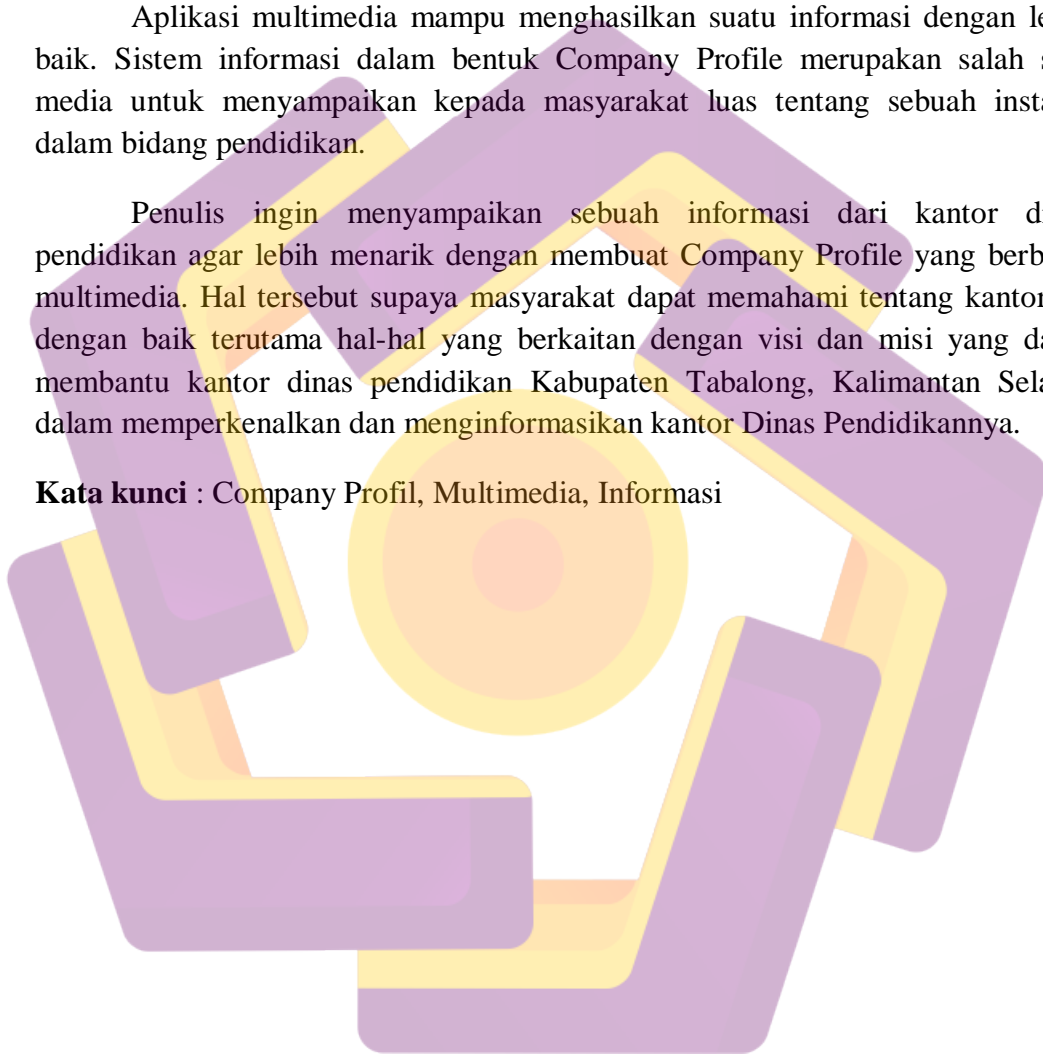 Aplikasi multimedia mampu menghasilkan suatu informasi dengan le
baik. Sistem informasi dalam bentuk Company Profile merupakan salah s
media untuk menyampaikan kepada masyarakat luas tentang sebuah insta
dalam bidang pendidikan.
Penulis ingin menyampaikan sebuah informasi dari kantor di
pendidikan agar lebih menarik dengan membuat Company Profile yang berb
multimedia. Hal tersebut supaya masyarakat dapat memahami tentang kantor
dengan baik terutama hal-hal yang berkaitan dengan visi dan misi yang da
membantu kantor dinas pendidikan Kabupaten Tabalong, Kalimantan Sela
dalam memperkenalkan dan menginformasikan kantor Dinas Pendidikannya.
Kata kunci : Company Profil, Multimedia, Informasi